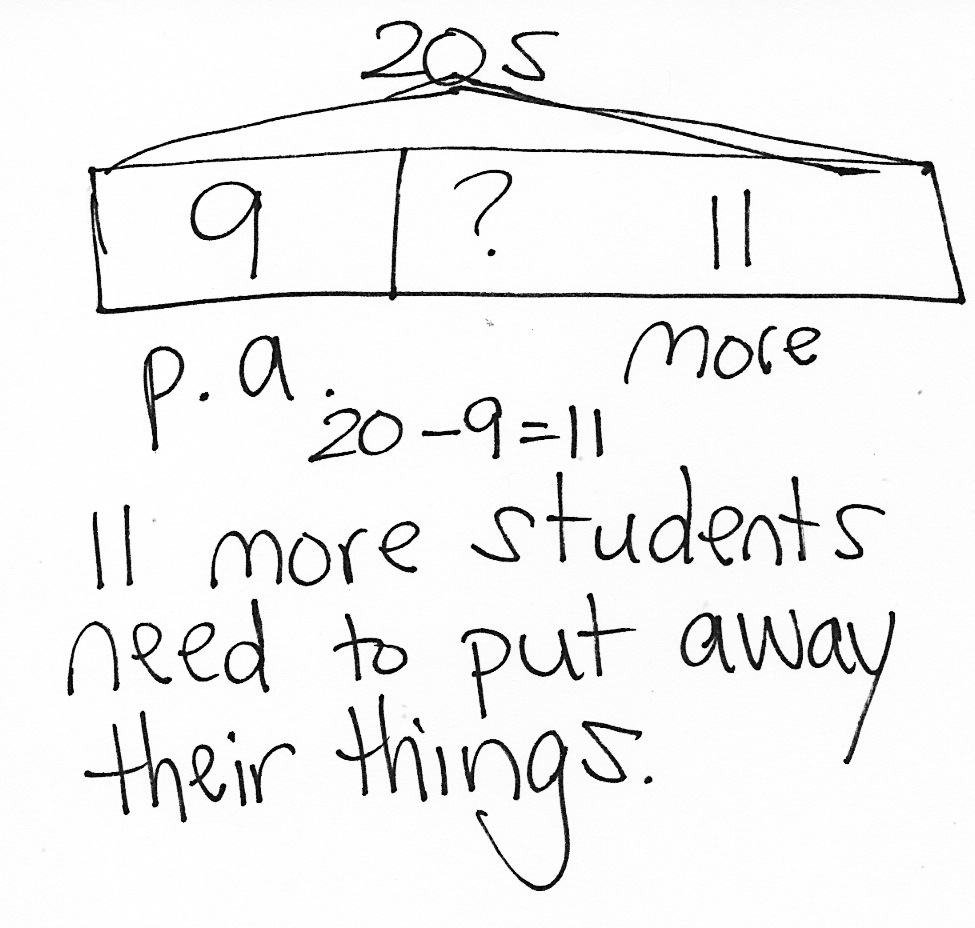 20 S
9 ? 11
p.a. more
20-9=11
11 more students
need to put away
their things.